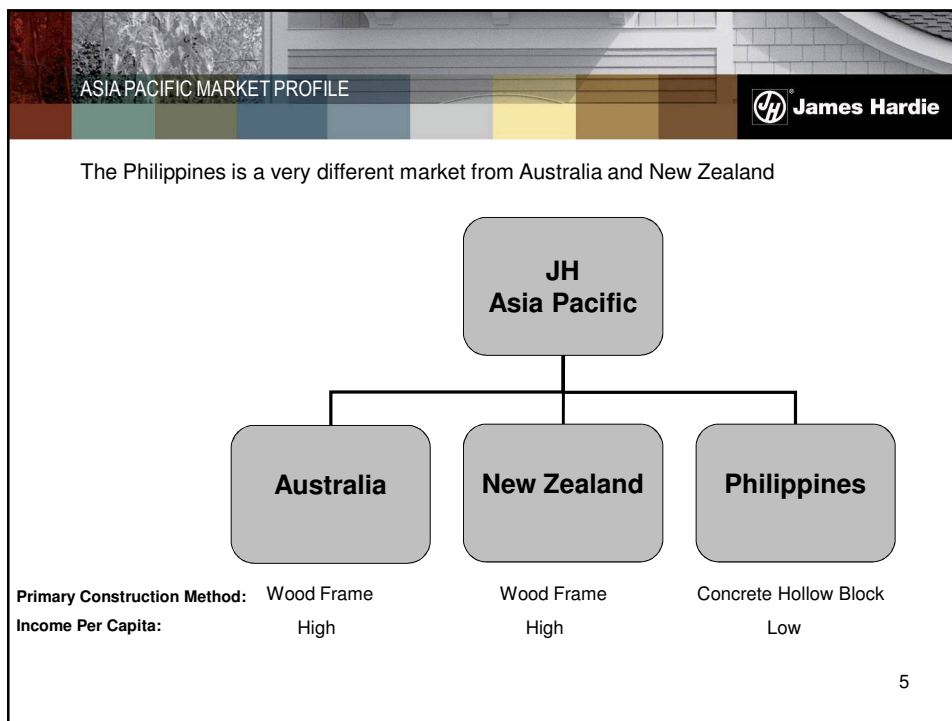 ASIA PACIFIC MARKET PROFILE
JH® James Hardie
The Philippines is a very different market from Australia and New Zealand
JH
Asia Pacific
Australia New Zealand Philippines
Primary Construction Method: Wood Frame Wood Frame Concrete Hollow Block
Income Per Capita: High High Low
5